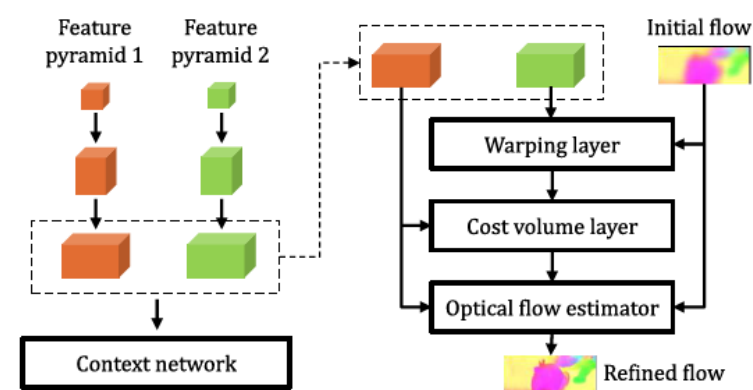 Feature
pyramid 1
Feature
pyramid 2
Initial flow
Warping layer
Cost volume layer
Optical flow estimator
Context network
Refined flow